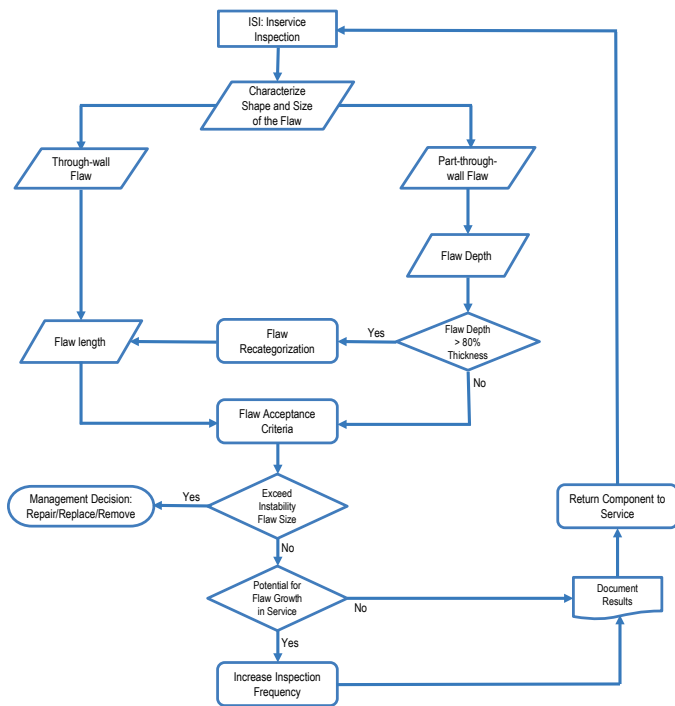 ISI: Inservice
Inspection
Characterize
Shape and Size
of the Flaw
Through-wall
Flaw
Part-through-
wall Flaw
Flaw Depth
Flaw length
Flaw
Recategorization
Yes
Flaw Depth
> 80%
Thickness
No
Flaw Acceptance
Criteria
Management Decision:
Repair/Replace/Remove
Yes
Exceed
Instability
Flaw Size
Return Component to
Service
No
Potential for
Flaw Growth
in Service
No
Document
Results
Yes
Increase Inspection
Frequency